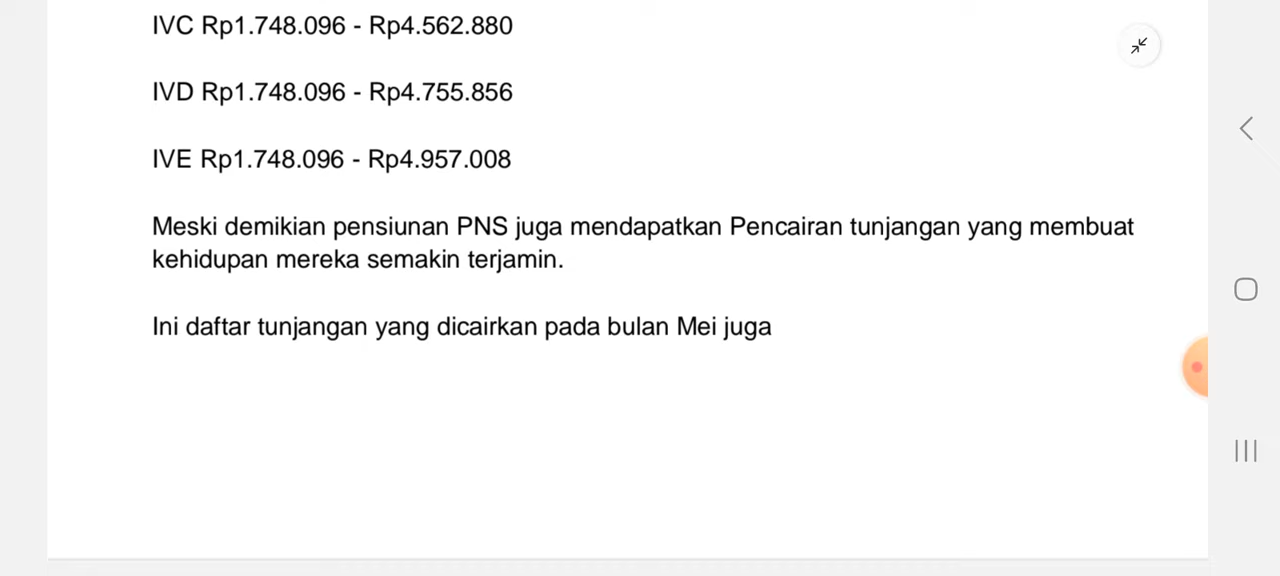 IVC Rp1.748.096 - Rp4.562.880
IVD Rp1.748.096 - Rp4.755.856
IVE Rp1.748.096 - Rp4.957.008
Meski demikian pensiunan PNS juga mendapatkan Pencairan tunjangan yang membuat
kehidupan mereka semakin terjamin.
Ini daftar tunjangan yang dicairkan pada bulan Mei juga